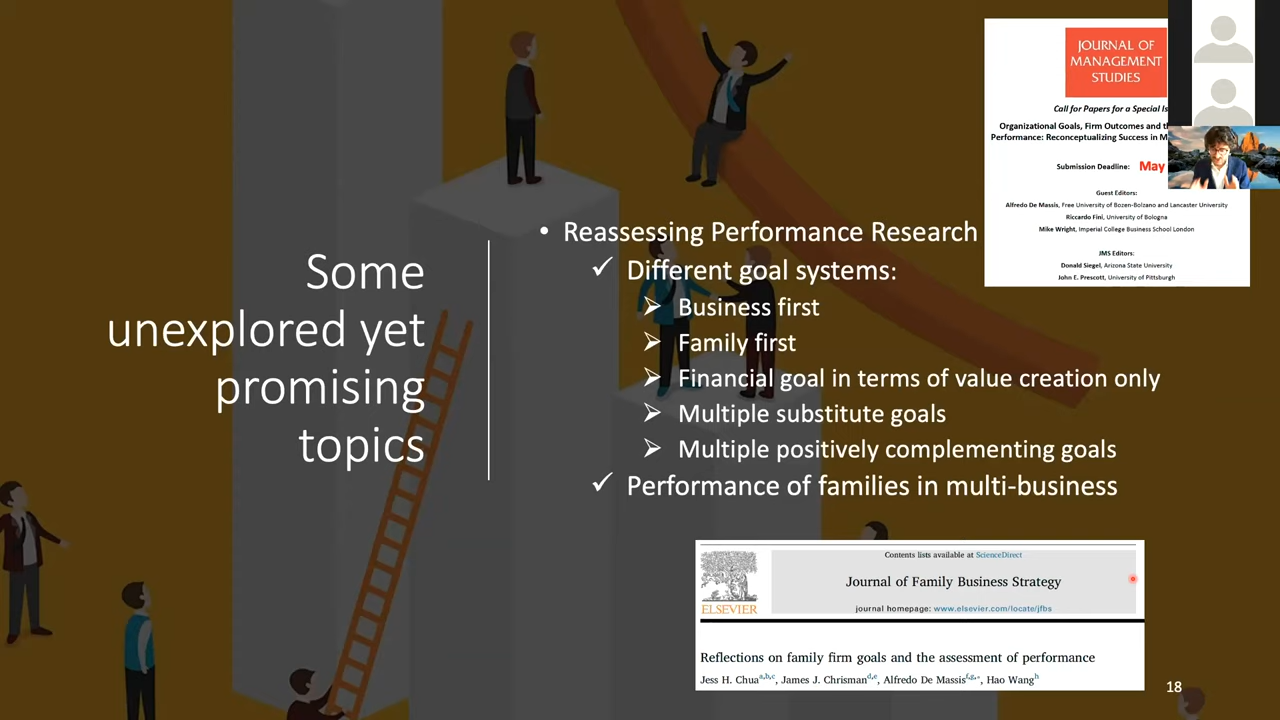 Some
unexplored yet
promising
topics
• Reassessing Performance Research
✓ Different goal systems:
➢ Business first
➢ Family first
➢ Financial goal in terms of value creation only
➢ Multiple substitute goals
➢ Multiple positively complementing goals
✓ Performance of families in multi-business
JOURNAL OF
MANAGEMENT
STUDIES
Call for Papers for a Special
Organizational Goals, Firm Outcomes and
Performance: Reconceptualizing Success in
Submission Deadline: May
Guest Editors:
Alfredo De Massis, Free University of Bozen-Bolzano and Lancaster University
Riccardo Fini, University of Bologna
Mike Wright, Imperial College Business School London
JMS Editors:
Donald Siegel, Arizona State University
John E. Prescott, University of Pittsburgh
Contents lists available at ScienceDirect
Journal of Family Business Strategy
journal homepage: www.elsevier.com/locate/jfbs
ELSEVIER
Reflections on family firm goals and the assessment of performance
Jess H. Chua a,b,c, James J. Chrisman d,e, Alfredo De Massis f,g,*, Hao Wang h
18